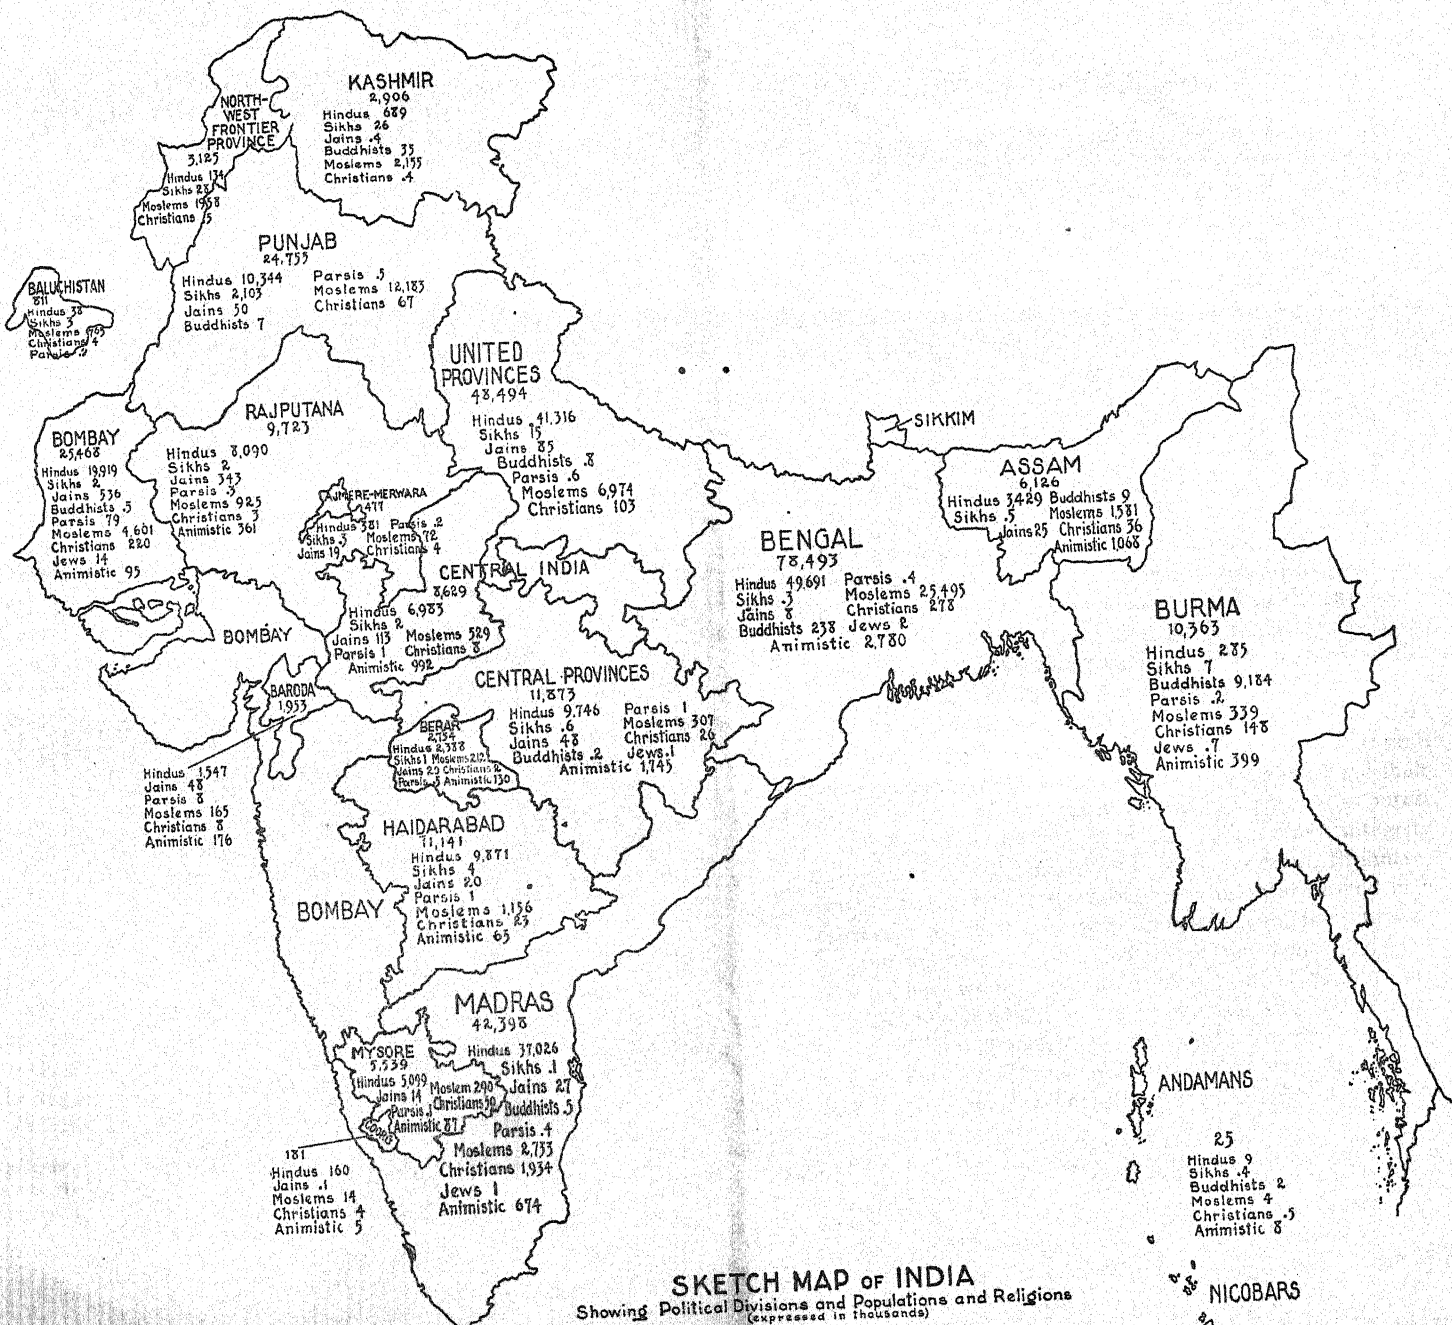 KASHMIR
2,906
Hindus 689
Sikhs 26
Jains .4
Buddhists 35
Moslems 2,155
Christians .4
NORTH-
WEST
FRONTIER
PROVINCE
3,125
Hindus 134
Sikhs 28
Moslems 1958
Christians 5
PUNJAB
24,755
Hindus 10,344
Sikhs 2,103
Jains 50
Buddhists 7
Parsis .5
Moslems 12,183
Christians 67
BALUCHISTAN
811
Hindus 38
Sikhs 3
Moslems
Christians 4
Parsis .2
UNITED
PROVINCES
48,494
Hindus 41,316
Sikhs 15
Jains 85
Buddhists .8
Parsis .6
Moslems 6,974
Christians 103
RAJPUTANA
9,723
Hindus 8,090
Sikhs 2
Jains 343
Parsis .3
Moslems 925
Christians 3
Animistic 361
BOMBAY
25,468
Hindus 19,919
Sikhs 2
Jains 536
Buddhists .5
Parsis 79
Moslems 4,601
Christians 220
Jews 14
Animistic 95
AJMERE-MERWARA
477
Hindus 381 Parsis .2
Sikhs .3 Moslems 72
Jains 19 Christians 4
SIKKIM
ASSAM
6,126
Hindus 3429 Buddhists 9
Sikhs .5 Moslems 1,581
Jains 25 Christians 36
Animistic 1,068
BENGAL
78,493
Hindus 49,691 Parsis .4
Sikhs .3 Moslems 25,495
Jains 8 Christians 278
Buddhists 238 Jews 2
Animistic 2,780
CENTRAL INDIA
8,629
Hindus 6,983
Sikhs 2
Jains 113 Moslems 529
Parsis 1 Christians 8
Animistic 992
BURMA
10,363
Hindus 285
Sikhs 7
Buddhists 9,184
Parsis .2
Moslems 339
Christians 148
Jews .7
Animistic 399
BOMBAY
BARODA
1,953
Hindus 1,547
Jains 48
Parsis 8
Moslems 165
Christians 8
Animistic 176
CENTRAL PROVINCES
11,873
Hindus 9,746 Parsis 1
Sikhs .6 Moslems 307
Jains 48 Christians 26
Buddhists .2 Jews .1
Animistic 1,745
BERAR
2,754
Hindus 2,388
Sikhs 1 Moslems 212
Jains 20 Christians 2
Parsis .5 Animistic 130
HAIDARABAD
11,141
Hindus 9,871
Sikhs 4
Jains 20
Parsis 1
Moslems 1,156
Christians 23
Animistic 65
BOMBAY
MADRAS
42,398
Hindus 37,026
Sikhs .1
Jains 27
Buddhists .5
Parsis .4
Moslems 2,733
Christians 1,934
Jews 1
Animistic 674
MYSORE
5,539
Hindus 5,099 Moslem 290
Jains 14 Christians 50
Parsis .1
Animistic 87
COORG
181
Hindus 160
Jains .1
Moslems 14
Christians 4
Animistic 5
ANDAMANS
25
Hindus 9
Sikhs .4
Buddhists 2
Moslems 4
Christians .5
Animistic 8
NICOBARS
SKETCH MAP OF INDIA
Showing Political Divisions and Populations and Religions
(expressed in thousands)